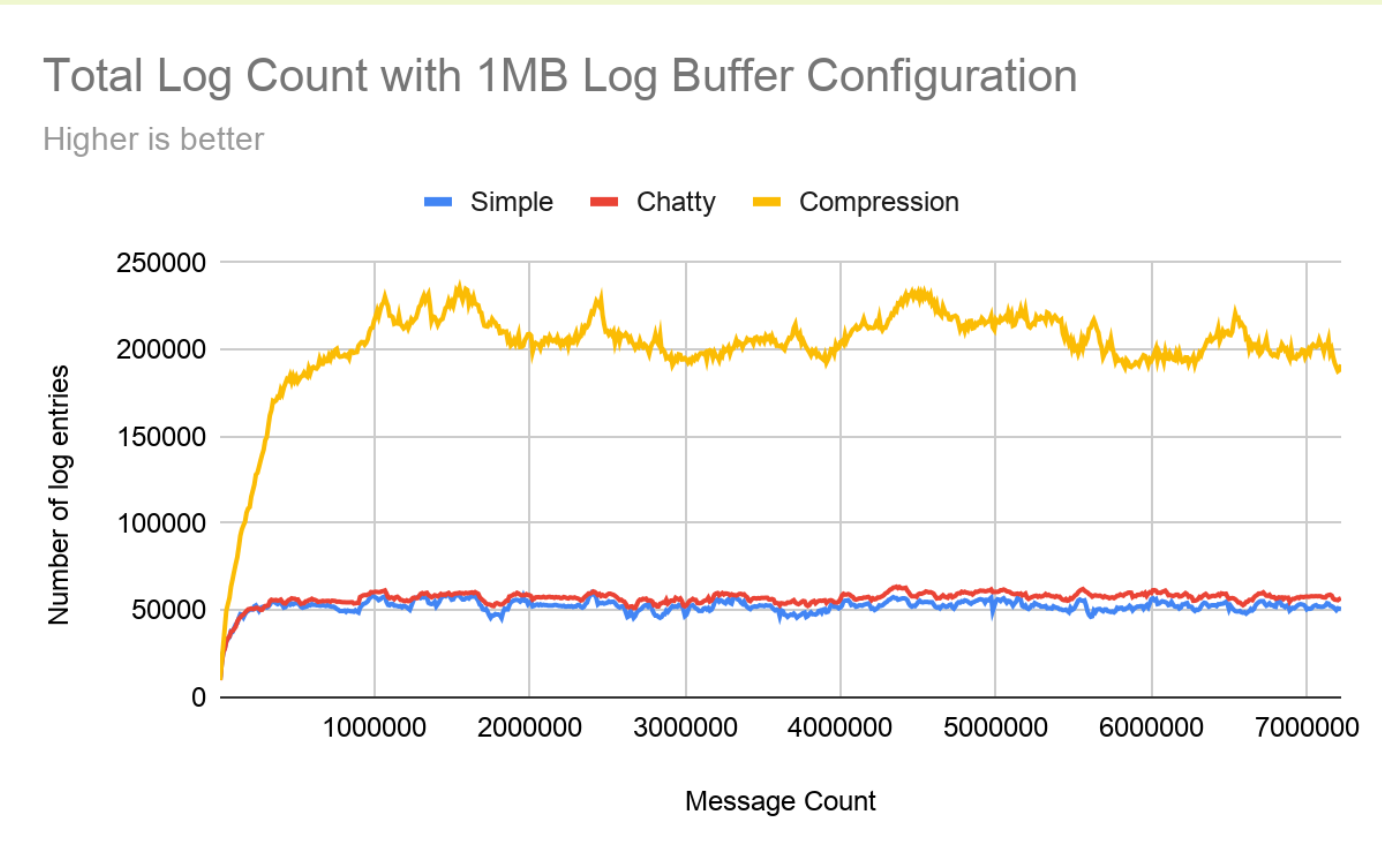 Total Log Count with 1MB Log Buffer Configuration
Higher is better
Simple Chatty Compression
250000
200000
150000
100000
50000
0
Number of log entries
1000000 2000000 3000000 4000000 5000000 6000000 7000000
Message Count